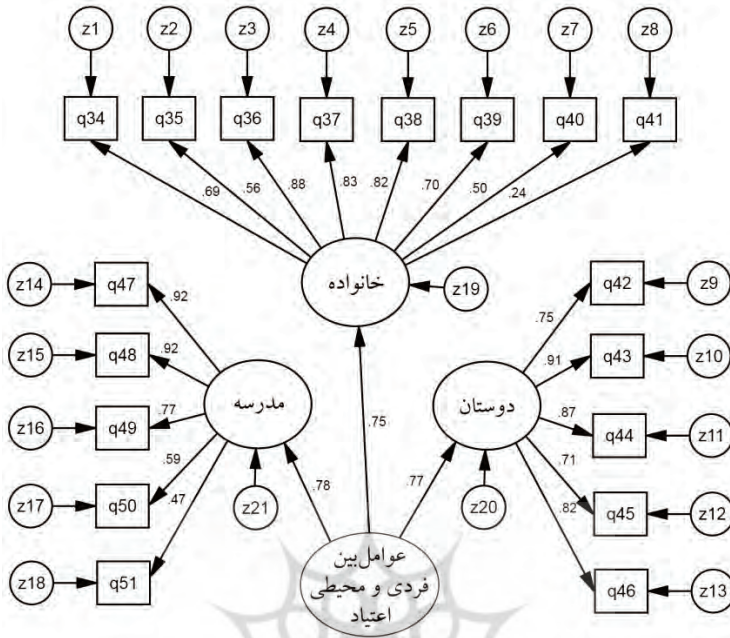 z1 z2 z3 z4 z5 z6 z7 z8
q34 q35 q36 q37 q38 q39 q40 q41
.69 .56 .88 .83 .82 .70 .50 .24
خانواده
z19
z14 q47 .92
z15 q48 .92
z16 q49 .77
z17 q50 .59
z18 q51 .47
مدرسه
z21
.75 q42 z9
.91 q43 z10
.87 q44 z11
.71 q45 z12
.82 q46 z13
دوستان
z20
.78 .75 .77
عوامل‌بین
فردی و محیطی
اعتیاد